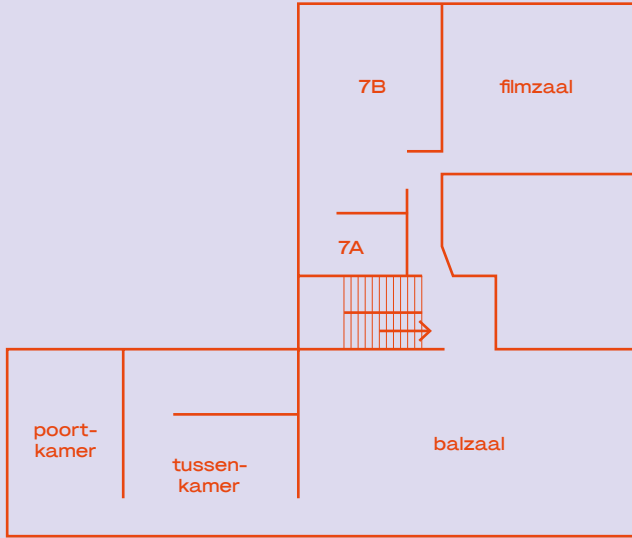 7B
filmzaal
7A
poort-
kamer
tussen-
kamer
balzaal